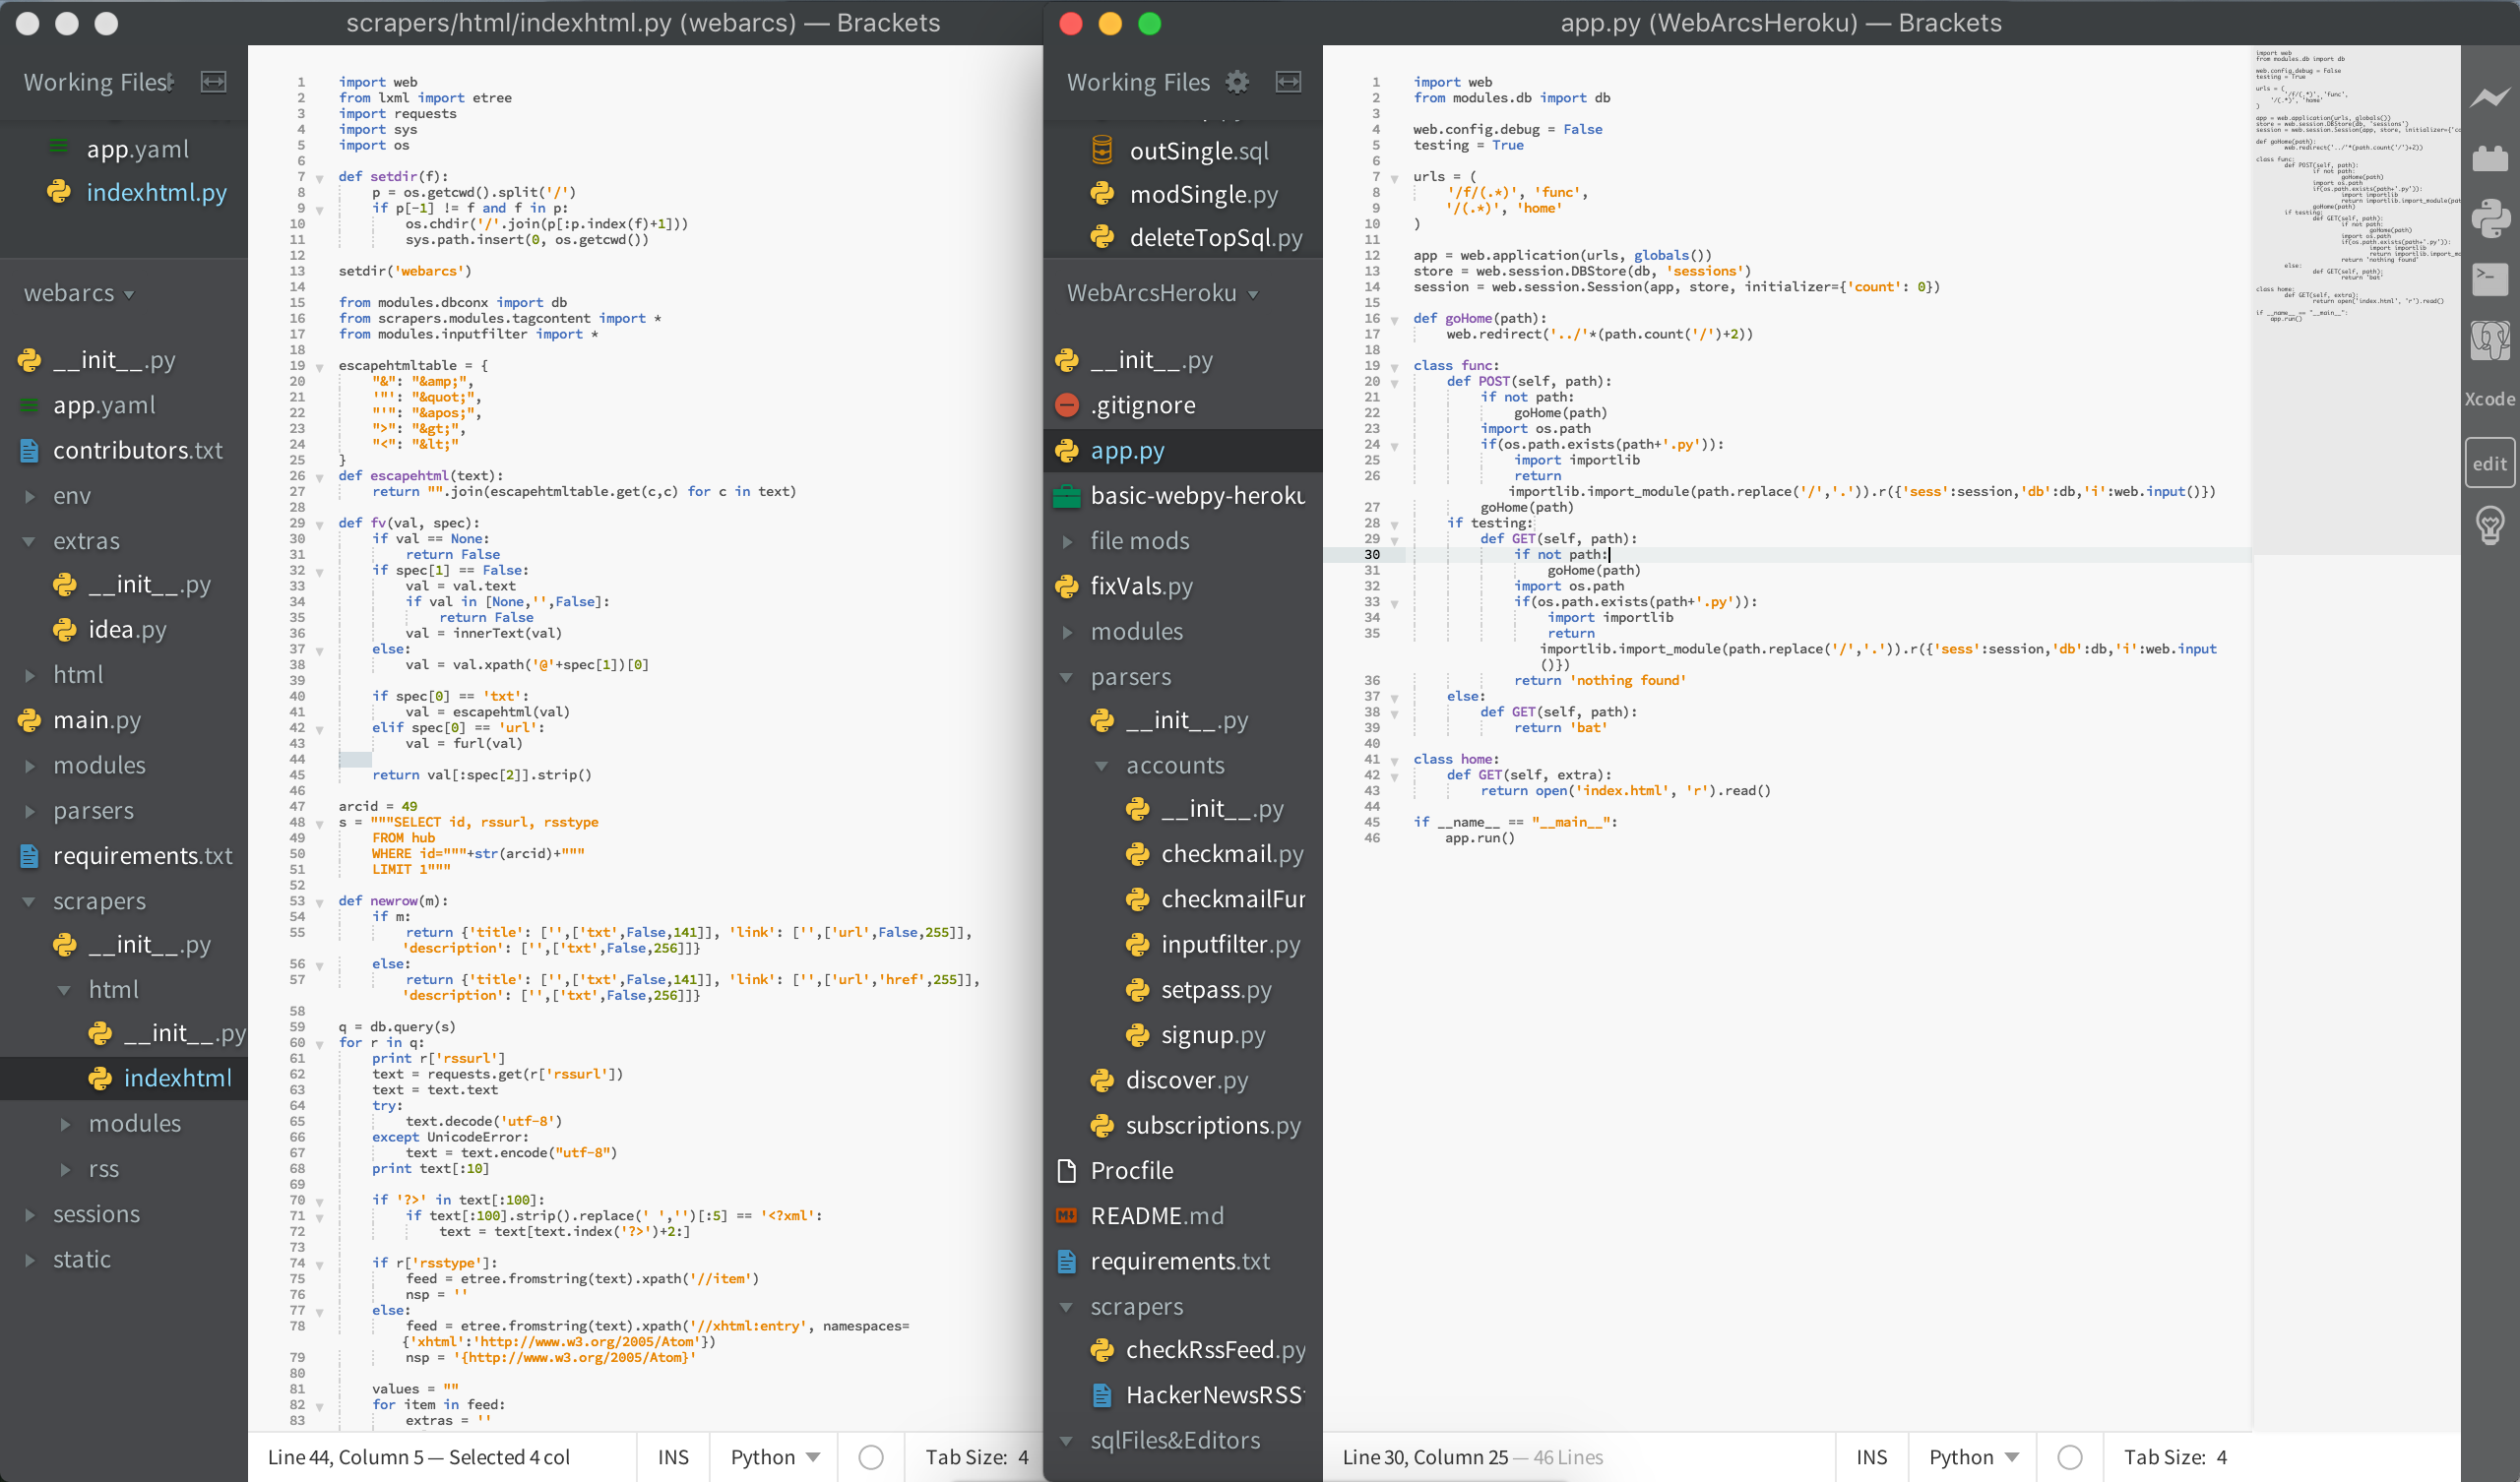 scrapers/html/indexhtml.py (webarcs) — Brackets
Working Files
app.yaml
indexhtml.py
webarcs
__init__.py
app.yaml
contributors.txt
env
extras
__init__.py
idea.py
html
main.py
modules
parsers
requirements.txt
scrapers
__init__.py
html
__init__.py
indexhtml
modules
rss
sessions
static
1 import web
2 from lxml import etree
3 import requests
4 import sys
5 import os
6
7 def setdir(f):
8 p = os.getcwd().split('/')
9 if p[-1] != f and f in p:
10 os.chdir('/'.join(p[:p.index(f)+1]))
11 sys.path.insert(0, os.getcwd())
12
13 setdir('webarcs')
14
15 from modules.dbconx import db
16 from scrapers.modules.tagcontent import *
17 from modules.inputfilter import *
18
19 escapehtmltable = {
20 "&": "&amp;",
21 '"': "&quot;",
22 "'": "&apos;",
23 ">": "&gt;",
24 "<": "&lt;"
25 }
26 def escapehtml(text):
27 return "".join(escapehtmltable.get(c,c) for c in text)
28
29 def fv(val, spec):
30 if val == None:
31 return False
32 if spec[1] == False:
33 val = val.text
34 if val in [None,'',False]:
35 return False
36 val = innerText(val)
37 else:
38 val = val.xpath('@'+spec[1])[0]
39
40 if spec[0] == 'txt':
41 val = escapehtml(val)
42 elif spec[0] == 'url':
43 val = furl(val)
44
45 return val[:spec[2]].strip()
46
47 arcid = 49
48 s = """SELECT id, rssurl, rsstype
49 FROM hub
50 WHERE id="""+str(arcid)+"""
51 LIMIT 1"""
52
53 def newrow(m):
54 if m:
55 return {'title': ['',['txt',False,141]], 'link': ['',['url',False,255]],
'description': ['',['txt',False,256]]}
56 else:
57 return {'title': ['',['txt',False,141]], 'link': ['',['url','href',255]],
'description': ['',['txt',False,256]]}
58
59 q = db.query(s)
60 for r in q:
61 print r['rssurl']
62 text = requests.get(r['rssurl'])
63 text = text.text
64 try:
65 text.decode('utf-8')
66 except UnicodeError:
67 text = text.encode("utf-8")
68 print text[:10]
69
70 if '?>' in text[:100]:
71 if text[:100].strip().replace(' ','')[:5] == '<?xml':
72 text = text[text.index('?>')+2:]
73
74 if r['rsstype']:
75 feed = etree.fromstring(text).xpath('//item')
76 nsp = ''
77 else:
78 feed = etree.fromstring(text).xpath('//xhtml:entry', namespaces=
{'xhtml':'http://www.w3.org/2005/Atom'})
79 nsp = '{http://www.w3.org/2005/Atom}'
80
81 values = ""
82 for item in feed:
83 extras = ''
Line 44, Column 5 — Selected 4 col
INS
Python
Tab Size: 4
app.py (WebArcsHeroku) — Brackets
Working Files
outSingle.sql
modSingle.py
deleteTopSql.py
WebArcsHeroku
__init__.py
.gitignore
app.py
basic-webpy-heroku
file mods
fixVals.py
modules
parsers
__init__.py
accounts
__init__.py
checkmail.py
checkmailFur
inputfilter.py
setpass.py
signup.py
discover.py
subscriptions.py
Procfile
README.md
requirements.txt
scrapers
checkRssFeed.py
HackerNewsRSS
sqlFiles&Editors
1 import web
2 from modules.db import db
3
4 web.config.debug = False
5 testing = True
6
7 urls = (
8 '/f/(.*)', 'func',
9 '/(.*)', 'home'
10 )
11
12 app = web.application(urls, globals())
13 store = web.session.DBStore(db, 'sessions')
14 session = web.session.Session(app, store, initializer={'count': 0})
15
16 def goHome(path):
17 web.redirect('../'*(path.count('/')+2))
18
19 class func:
20 def POST(self, path):
21 if not path:
22 goHome(path)
23 import os.path
24 if(os.path.exists(path+'.py')):
25 import importlib
26 return
importlib.import_module(path.replace('/','.')).r({'sess':session,'db':db,'i':web.input()})
27 goHome(path)
28 if testing:
29 def GET(self, path):
30 if not path:
31 goHome(path)
32 import os.path
33 if(os.path.exists(path+'.py')):
34 import importlib
35 return
importlib.import_module(path.replace('/','.')).r({'sess':session,'db':db,'i':web.input
()})
36 return 'nothing found'
37 else:
38 def GET(self, path):
39 return 'bat'
40
41 class home:
42 def GET(self, extra):
43 return open('index.html', 'r').read()
44
45 if __name__ == "__main__":
46 app.run()
Line 30, Column 25 — 46 Lines
INS
Python
Tab Size: 4
Xcode
edit